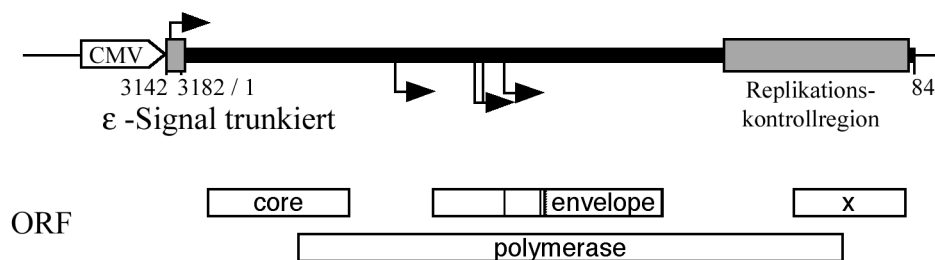 CMV
3142 3182 / 1
84
ε -Signal trunkiert
Replikations-
kontrollregion
ORF
core
envelope
x
polymerase